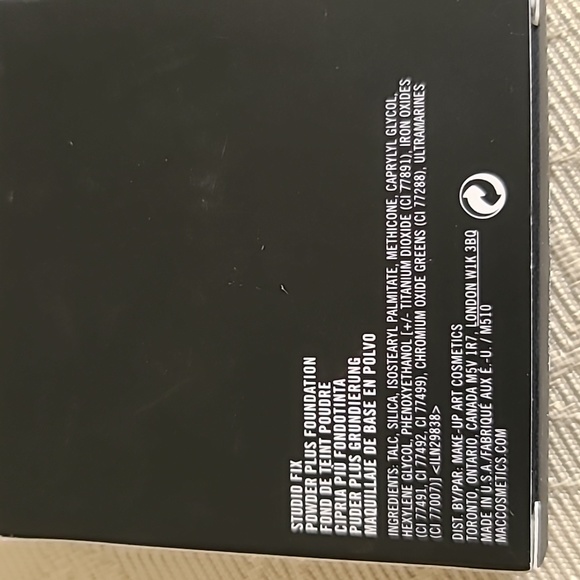 STUDIO FIX
POWDER PLUS FOUNDATION
FOND DE TEINT POUDRE
CIPRIA PIÙ FONDOTINTA
PUDER PLUS GRUNDIERUNG
MAQUILLAJE DE BASE EN POLVO
INGREDIENTS: TALC, SILICA, ISOSTEARYL PALMITATE, METHICONE, CAPRYLYL GLYCOL,
HEXYLENE GLYCOL, PHENOXYETHANOL [+/- TITANIUM DIOXIDE (CI 77891), IRON OXIDES
(CI 77491, CI 77492, CI 77499), CHROMIUM OXIDE GREENS (CI 77288), ULTRAMARINES
(CI 77007)] <ILN29838>
DIST. BY/PAR: MAKE-UP ART COSMETICS
TORONTO, ONTARIO, CANADA M5V 1R7, LONDON W1K 3BQ
MADE IN U.S.A./FABRIQUÉ AUX É.-U. / M510
MACCOSMETICS.COM